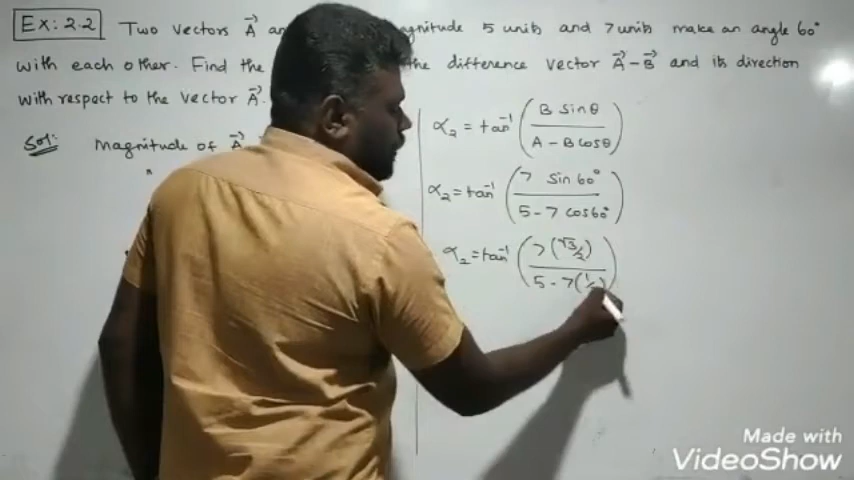 Ex: 2.2 Two vectors A⃗ an gnitude 5 units and 7 units make an angle 60°
with each other. Find the the difference vector A⃗ - B⃗ and its direction
with respect to the vector A⃗.
Sol: Magnitude of A⃗
α₂ = tan⁻¹ ( B sinθ / A - B cosθ )
α₂ = tan⁻¹ ( 7 sin 60° / 5 - 7 cos 60° )
α₂ = tan⁻¹ ( 7 (√3/2) / 5 - 7 (1/2) )
Made with
VideoShow